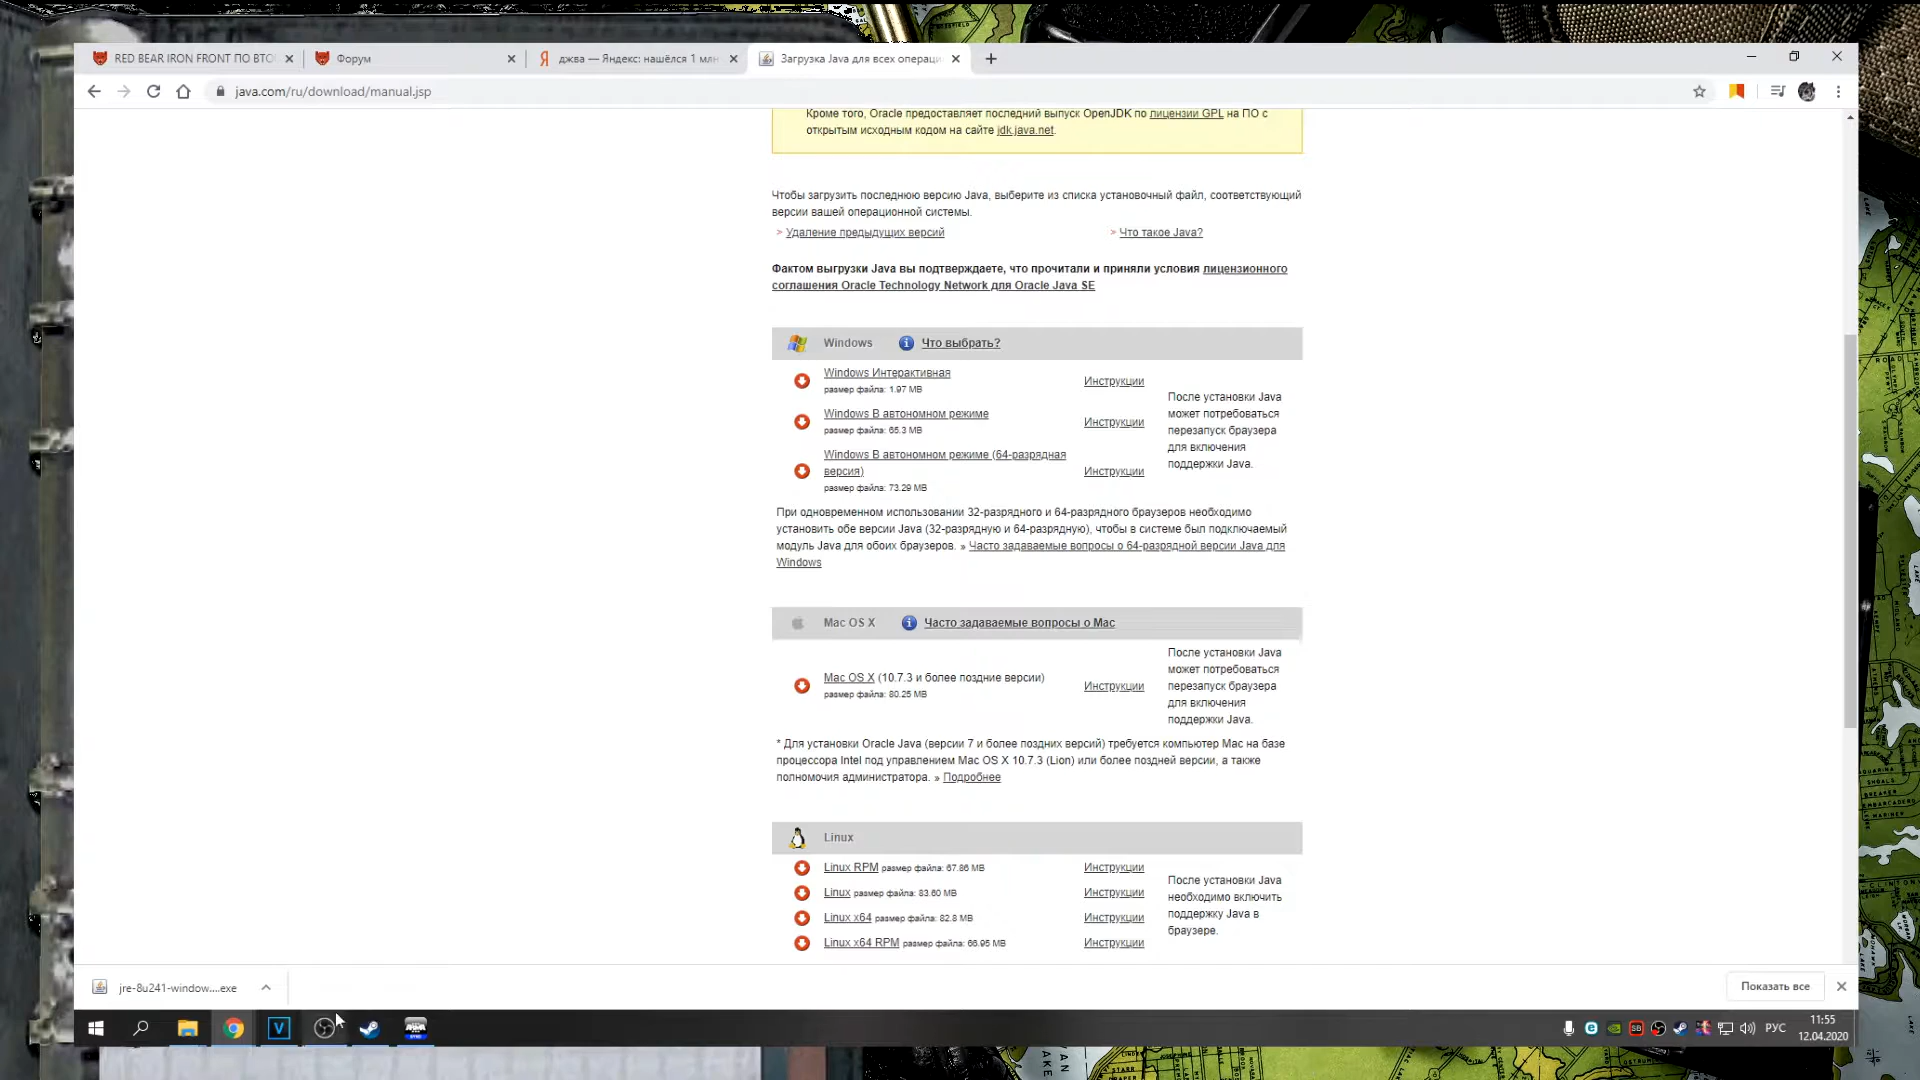 RED BEAR IRON FRONT ПО ВТО
Форум
джва — Яндекс: нашёлся 1 млн
Загрузка Java для всех операци
java.com/ru/download/manual.jsp
Кроме того, Oracle предоставляет последний выпуск OpenJDK по лицензии GPL на ПО с
открытым исходным кодом на сайте jdk.java.net.
Чтобы загрузить последнюю версию Java, выберите из списка установочный файл, соответствующий
версии вашей операционной системы.
> Удаление предыдущих версий
> Что такое Java?
Фактом выгрузки Java вы подтверждаете, что прочитали и приняли условия лицензионного
соглашения Oracle Technology Network для Oracle Java SE
Windows Что выбрать?
Windows Интерактивная
размер файла: 1.97 MB
Инструкции
Windows В автономном режиме
размер файла: 65.3 MB
Инструкции
Windows В автономном режиме (64-разрядная
версия)
размер файла: 73.29 MB
Инструкции
После установки Java
может потребоваться
перезапуск браузера
для включения
поддержки Java.
При одновременном использовании 32-разрядного и 64-разрядного браузеров необходимо
установить обе версии Java (32-разрядную и 64-разрядную), чтобы в системе был подключаемый
модуль Java для обоих браузеров. » Часто задаваемые вопросы о 64-разрядной версии Java для
Windows
Mac OS X Часто задаваемые вопросы о Mac
Mac OS X (10.7.3 и более поздние версии)
размер файла: 80.25 MB
Инструкции
После установки Java
может потребоваться
перезапуск браузера
для включения
поддержки Java.
* Для установки Oracle Java (версии 7 и более поздних версий) требуется компьютер Mac на базе
процессора Intel под управлением Mac OS X 10.7.3 (Lion) или более поздней версии, а также
полномочия администратора. » Подробнее
Linux
Linux RPM размер файла: 67.86 MB Инструкции
Linux размер файла: 83.60 MB Инструкции
Linux x64 размер файла: 82.8 MB Инструкции
Linux x64 RPM размер файла: 66.95 MB Инструкции
После установки Java
необходимо включить
поддержку Java в
браузере.
jre-8u241-window....exe
Показать все
РУС
11:55
12.04.2020